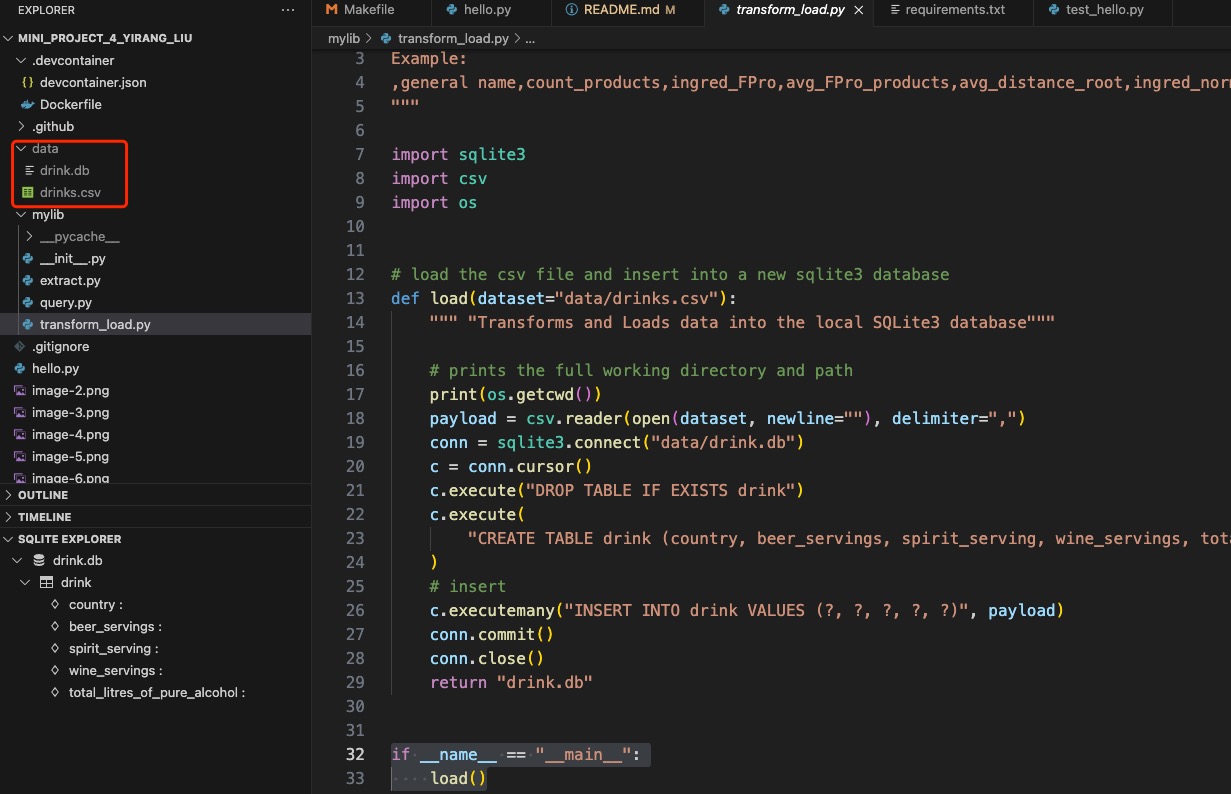 EXPLORER ...
MINI_PROJECT_4_YIRANG_LIU
.devcontainer
devcontainer.json
Dockerfile
.github
data
drink.db
drinks.csv
mylib
__pycache__
__init__.py
extract.py
query.py
transform_load.py
.gitignore
hello.py
image-2.png
image-3.png
image-4.png
image-5.png
image-6.png
OUTLINE
TIMELINE
SQLITE EXPLORER
drink.db
drink
country :
beer_servings :
spirit_serving :
wine_servings :
total_litres_of_pure_alcohol :
Makefile hello.py README.md M transform_load.py requirements.txt test_hello.py
mylib > transform_load.py > ...
3 Example:
4 ,general name,count_products,ingred_FPro,avg_FPro_products,avg_distance_root,ingred_nor
5 """
6
7 import sqlite3
8 import csv
9 import os
10
11
12 # load the csv file and insert into a new sqlite3 database
13 def load(dataset="data/drinks.csv"):
14 """ "Transforms and Loads data into the local SQLite3 database"""
15
16 # prints the full working directory and path
17 print(os.getcwd())
18 payload = csv.reader(open(dataset, newline=""), delimiter=",")
19 conn = sqlite3.connect("data/drink.db")
20 c = conn.cursor()
21 c.execute("DROP TABLE IF EXISTS drink")
22 c.execute(
23 "CREATE TABLE drink (country, beer_servings, spirit_serving, wine_servings, tota
24 )
25 # insert
26 c.executemany("INSERT INTO drink VALUES (?, ?, ?, ?, ?)", payload)
27 conn.commit()
28 conn.close()
29 return "drink.db"
30
31
32 if __name__ == "__main__":
33 load()